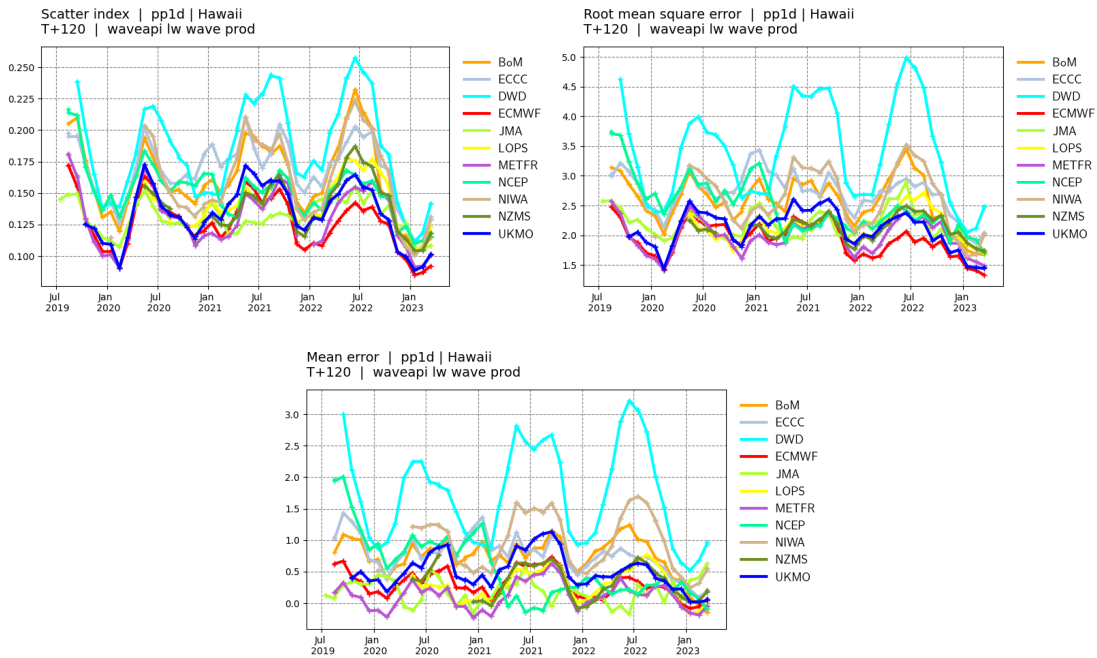 Scatter index | pp1d | Hawaii
T+120 | waveapi lw wave prod
0.250
0.225
0.200
0.175
0.150
0.125
0.100
Jul 2019
Jan 2020
Jul 2020
Jan 2021
Jul 2021
Jan 2022
Jul 2022
Jan 2023
BoM
ECCC
DWD
ECMWF
JMA
LOPS
METFR
NCEP
NIWA
NZMS
UKMO
Root mean square error | pp1d | Hawaii
T+120 | waveapi lw wave prod
5.0
4.5
4.0
3.5
3.0
2.5
2.0
1.5
Jul 2019
Jan 2020
Jul 2020
Jan 2021
Jul 2021
Jan 2022
Jul 2022
Jan 2023
BoM
ECCC
DWD
ECMWF
JMA
LOPS
METFR
NCEP
NIWA
NZMS
UKMO
Mean error | pp1d | Hawaii
T+120 | waveapi lw wave prod
3.0
2.5
2.0
1.5
1.0
0.5
0.0
Jul 2019
Jan 2020
Jul 2020
Jan 2021
Jul 2021
Jan 2022
Jul 2022
Jan 2023
BoM
ECCC
DWD
ECMWF
JMA
LOPS
METFR
NCEP
NIWA
NZMS
UKMO